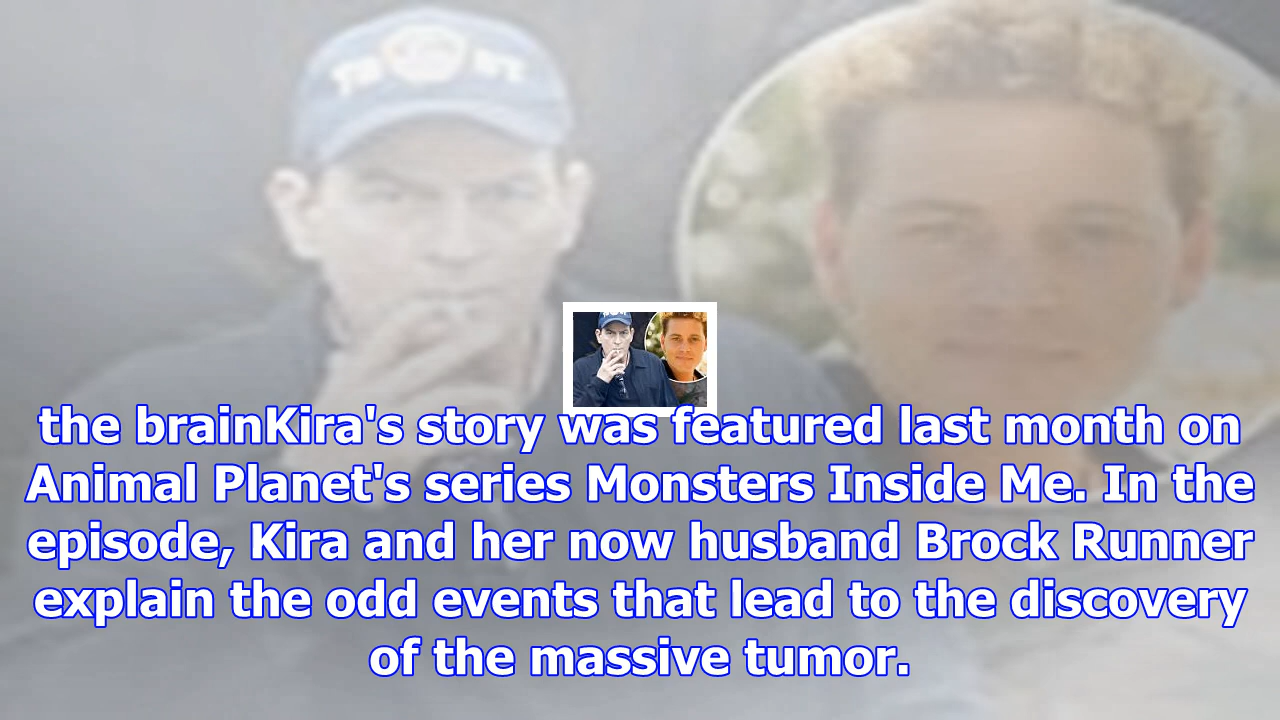 the brainKira's story was featured last month on
Animal Planet's series Monsters Inside Me. In the
episode, Kira and her now husband Brock Runner
explain the odd events that lead to the discovery
of the massive tumor.